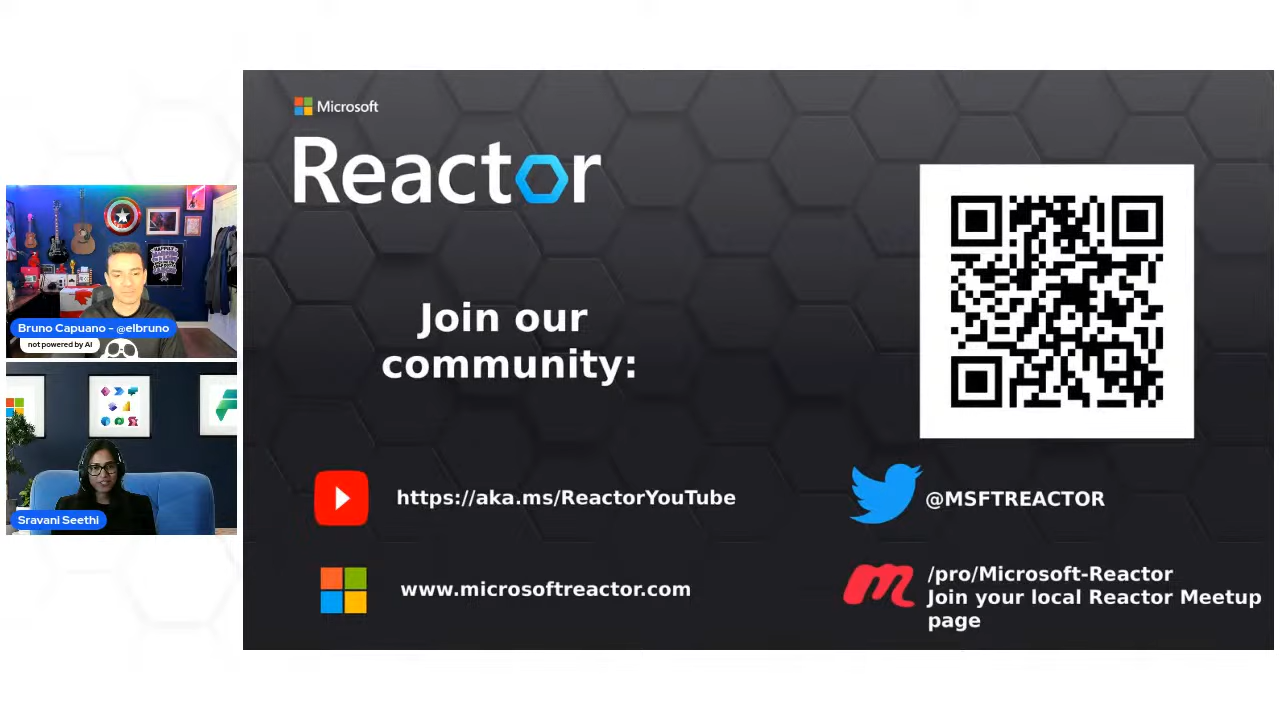 Microsoft
Reactor
Join our
community:
https://aka.ms/ReactorYouTube
@MSFTREACTOR
www.microsoftreactor.com
/pro/Microsoft-Reactor
Join your local Reactor Meetup
page
Bruno Capuano - @elbruno
not powered by AI
Sravani Seethi